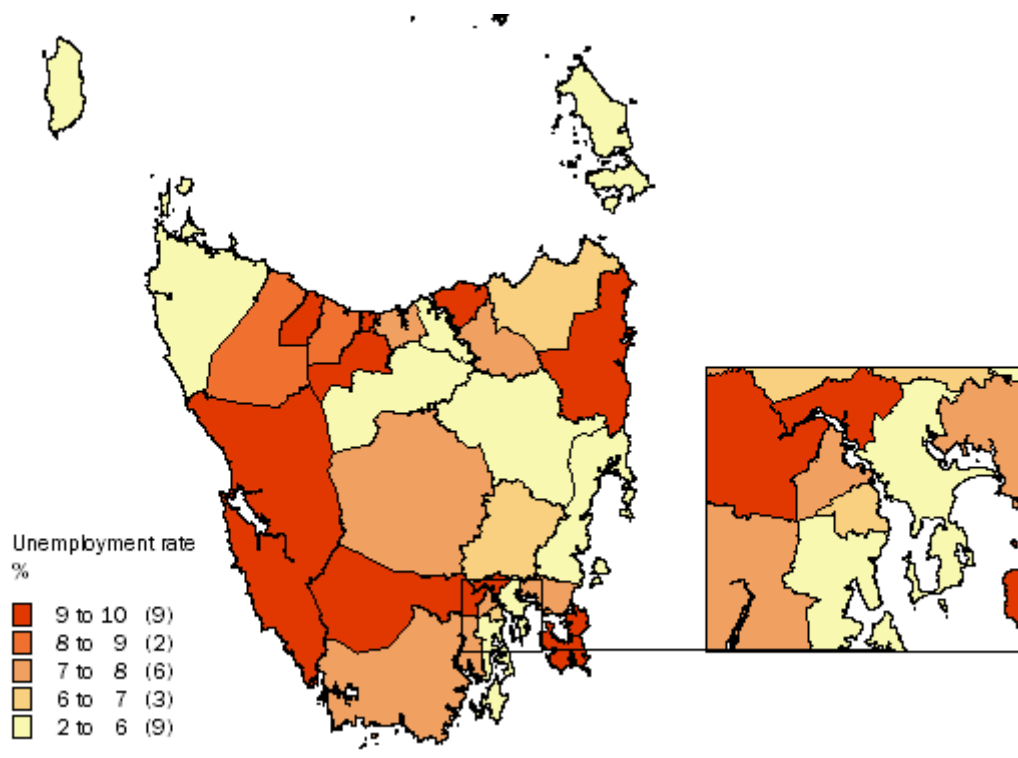 Unemployment rate
%
9 to 10 (9)
8 to 9 (2)
7 to 8 (6)
6 to 7 (3)
2 to 6 (9)